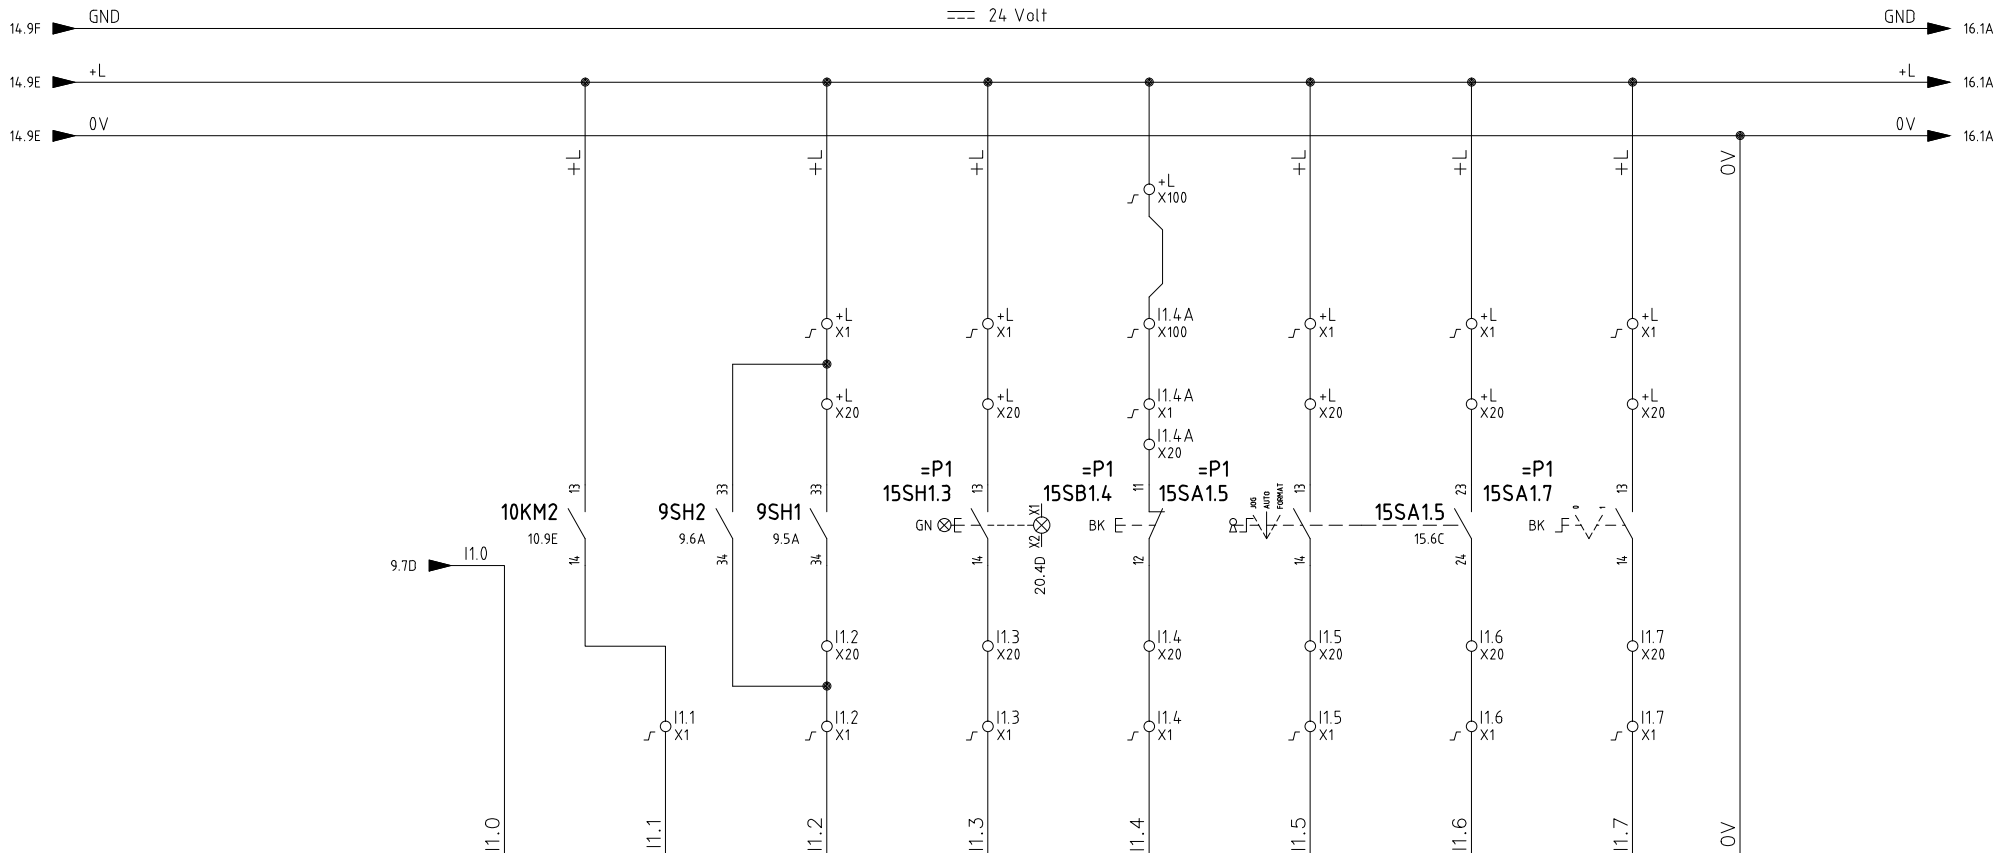 GND 24 Volt GND
14.9F 16.1A
+L +L
14.9E 16.1A
0V 0V
14.9E 16.1A
+L +L +L +L +L +L 0V
+L
X100
+L +L I1.4A +L +L +L
X1 X1 X100 X1 X1 X1
+L +L I1.4A +L +L +L
X20 X20 X1 X20 X20 X20
I1.4A
X20
=P1 =P1 =P1 =P1
13 33 33 15SH1.3 13 15SB1.4 11 15SA1.5 13 23 15SA1.7 13
JOG AUTO FORMAT 0 1
10KM2 9SH2 9SH1 X1 15SA1.5
GN BK BK
10.9E 9.6A 9.5A X2 15.6C
14 34 34 14 12 14 24 14
20.4D
I1.0
9.7D
I1.2 I1.3 I1.4 I1.5 I1.6 I1.7
X20 X20 X20 X20 X20 X20
I1.1 I1.2 I1.3 I1.4 I1.5 I1.6 I1.7
X1 X1 X1 X1 X1 X1 X1
I1.0 I1.1 I1.2 I1.3 I1.4 I1.5 I1.6 I1.7 0V